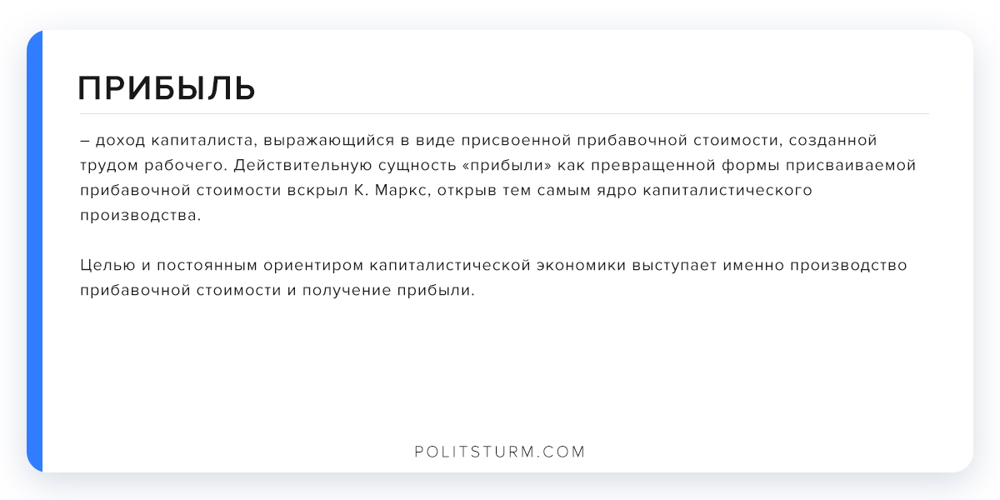 ПРИБЫЛЬ
– доход капиталиста, выражающийся в виде присвоенной прибавочной стоимости, созданной
трудом рабочего. Действительную сущность «прибыли» как превращенной формы присваиваемой
прибавочной стоимости вскрыл К. Маркс, открыв тем самым ядро капиталистического
производства.
Целью и постоянным ориентиром капиталистической экономики выступает именно производство
прибавочной стоимости и получение прибыли.
POLITSTURM.COM